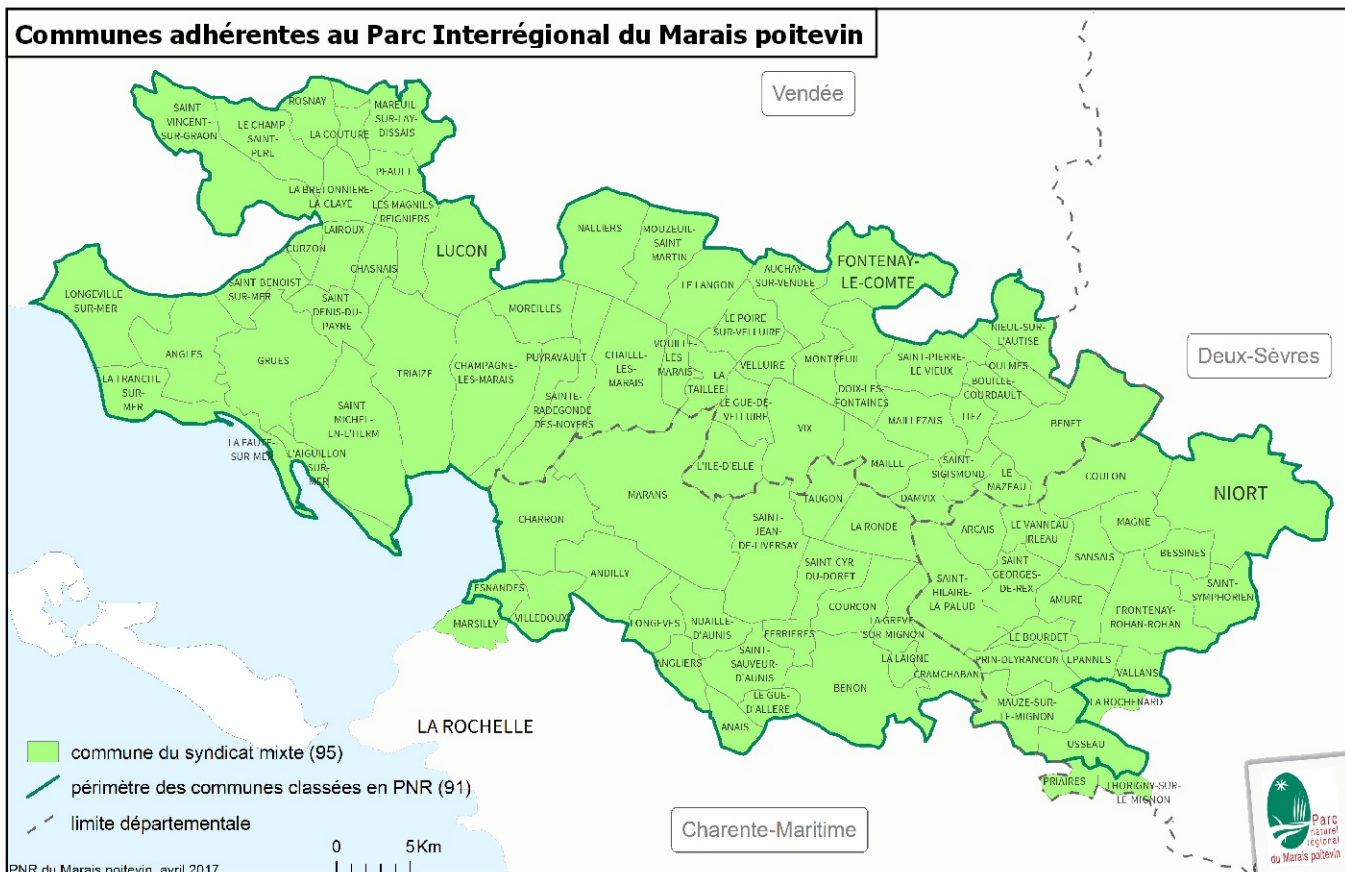 Communes adhérentes au Parc Interrégional du Marais poitevin
Vendée
Deux-Sèvres
Charente-Maritime
SAINT
VINCENT
-SUR-GRAON
LE CHAMP
SAINT-
ROSNAY
LA COUTURE
MAREUIL
-SUR-LAY-
DISSAIS
PEAULT
LA BRETONNIERE-
LA CLAYE
LES MAGNILS
REIGNIERS
LAIROUX
CURZON
CHASNAIS
LUCON
LONGEVILLE
SUR-MER
SAINT BENOIST
SUR-MER
SAINT
DENIS-DU-
PAYRE
ANGLES
GRUES
LA TRANCHE
SUR-
MER
LA FAUTE-
SUR MER
L'AIGUILLON
SUR-
MER
SAINT
MICHEL-
EN-L'HERM
TRIAIZE
NALLIERS
MOUZEUIL-
SAINT
MARTIN
LE LANGON
AUCHAY-
SUR-VENDEE
FONTENAY-
LE-COMTE
MOREILLES
CHAMPAGNE-
LES-MARAIS
PUYRAVAULT
SAINTE-
RADEGONDE
DES-NOYERS
CHAILLE-
LES-
MARAIS
VOUILLE-
LES
MARAIS
LA
TAILLEE
LE POIRE
SUR-VELLUIRE
VELLUIRE
LE GUE-DE-
VELLUIRE
MONTREUIL
DOIX-LES-
FONTAINES
VIX
L'ILE-D'ELLE
SAINT-PIERRE-
LE VIEUX
NIEUL-SUR-
L'AUTISE
OULMES
BOUILLE-
COURDAULT
LIEZ
MAILLEZAIS
BENET
MAILLE
SAINT-
SIGISMOND
LE
MAZEAU
DAMVIX
COULON
NIORT
MARANS
TAUGON
LA RONDE
ARCAIS
LE VANNEAU
IRLEAU
MAGNE
SANSAIS
BESSINES
SAINT-
SYMPHORIEN
CHARRON
SAINT-
JEAN-
DE-LIVERSAY
ANDILLY
SAINT CYR
DU-DORET
SAINT-
HILAIRE-
LA PALUD
SAINT
GEORGES-
DE-REX
AMURE
FRONTENAY-
ROHAN-ROHAN
ESNANDES
MARSILLY
VILLEDOUX
LONGEVES
NUAILLE-
D'AUNIS
FERRIERES
COURCON
LA-GREVE
SUR MIGNON
LE BOURDET
ANGLIERS
SAINT-
SAUVEUR-
D'AUNIS
LE GUE-
D'ALLERE
ANAIS
BENON
LA LAIGNE
CRAMCHABAN
PRIN-DEYRANCON
EPANNES
VALLANS
MAUZE-SUR-
LE-MIGNON
LA ROCHENARD
USSEAU
PRIAIRES
THORIGNY-SUR-
LE MIGNON
LA ROCHELLE
commune du syndicat mixte (95)
périmètre des communes classées en PNR (91)
limite départementale
0 5Km
PNR du Marais poitevin, avril 2017
Parc
naturel
régional
du Marais poitevin